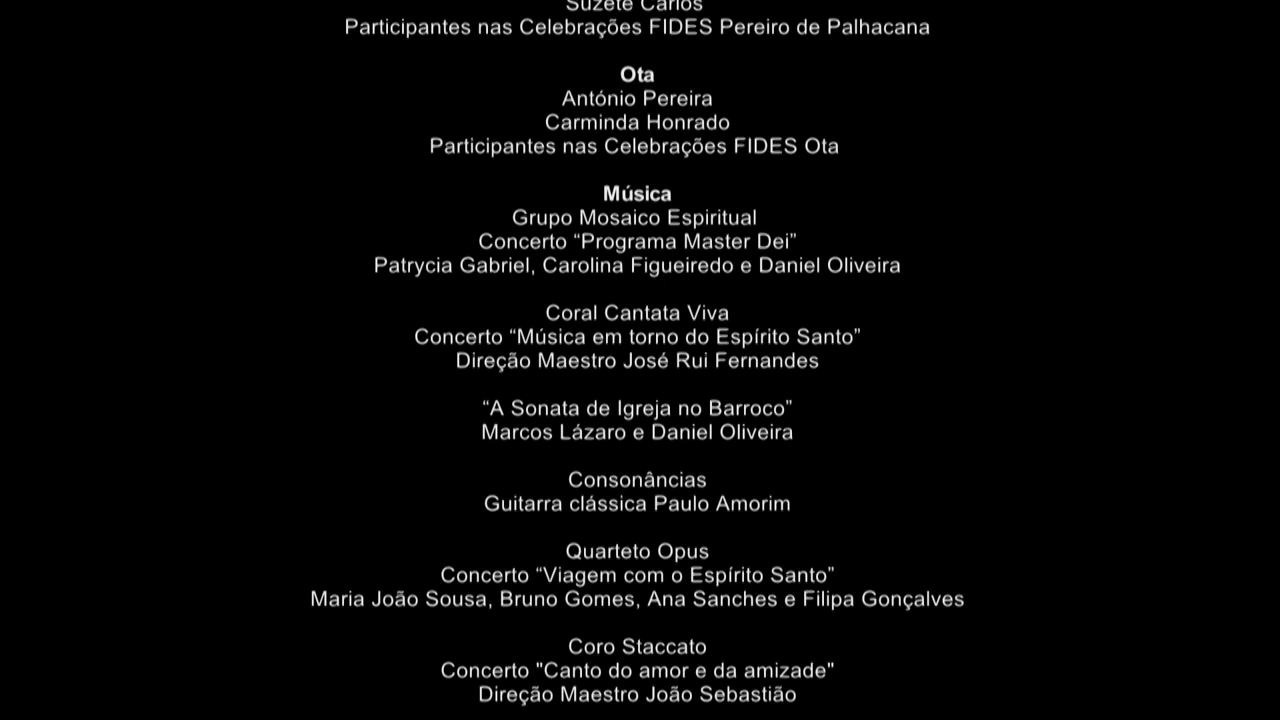 Suzete Carlos
Participantes nas Celebrações FIDES Pereiro de Palhacana
Ota
António Pereira
Carminda Honrado
Participantes nas Celebrações FIDES Ota
Música
Grupo Mosaico Espiritual
Concerto “Programa Master Dei”
Patrycia Gabriel, Carolina Figueiredo e Daniel Oliveira
Coral Cantata Viva
Concerto “Música em torno do Espírito Santo”
Direção Maestro José Rui Fernandes
“A Sonata de Igreja no Barroco”
Marcos Lázaro e Daniel Oliveira
Consonâncias
Guitarra clássica Paulo Amorim
Quarteto Opus
Concerto “Viagem com o Espírito Santo”
Maria João Sousa, Bruno Gomes, Ana Sanches e Filipa Gonçalves
Coro Staccato
Concerto "Canto do amor e da amizade"
Direção Maestro João Sebastião